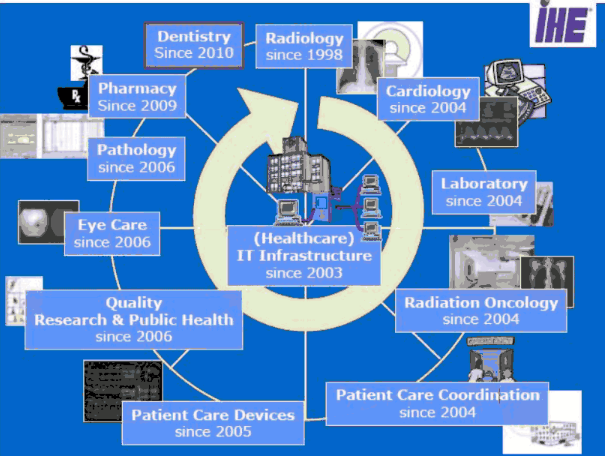 IHE
Dentistry
Since 2010
Radiology
since 1998
Pharmacy
Since 2009
Cardiology
since 2004
Pathology
since 2006
Laboratory
since 2004
Eye Care
since 2006
(Healthcare)
IT Infrastructure
since 2003
Quality
Research & Public Health
since 2006
Radiation Oncology
since 2004
Patient Care Devices
since 2005
Patient Care Coordination
since 2004